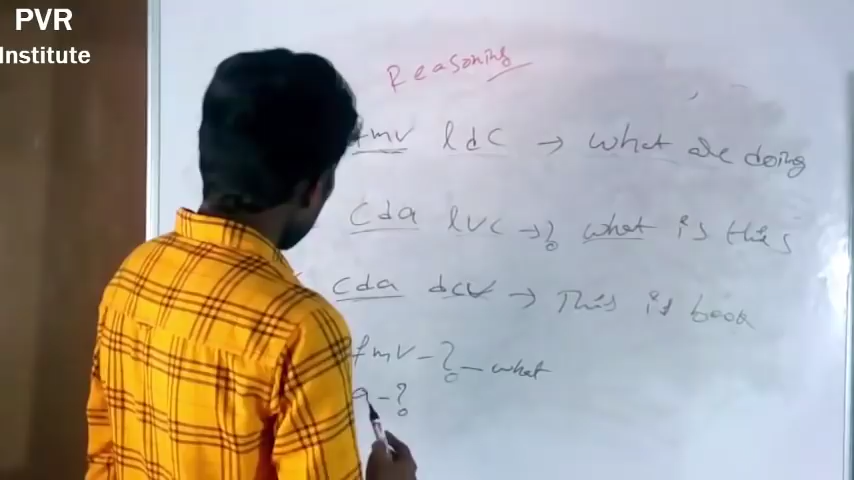 PVR
Institute
Reasoning
fmv ldc → what are doing
cda lvc → ? what is this
cda dcv → This is book
fmv - ? - what
a - ?